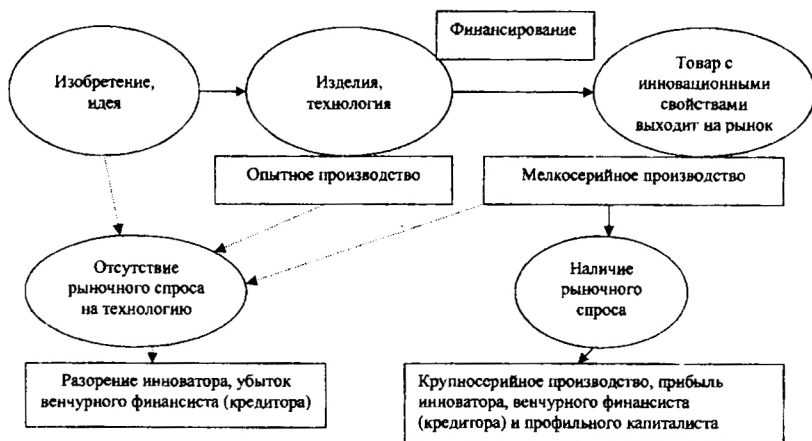 Финансирование
Изобретение,
идея
Изделия,
технология
Товар с
инновационными
свойствами
выходит на рынок
Опытное производство
Мелкосерийное производство
Отсутствие
рыночного спроса
на технологию
Наличие
рыночного
спроса
Разорение инноватора, убыток
венчурного финансиста (кредитора)
Крупносерийное производство, прибыль
инноватора, венчурного финансиста
(кредитора) и профильного капиталиста